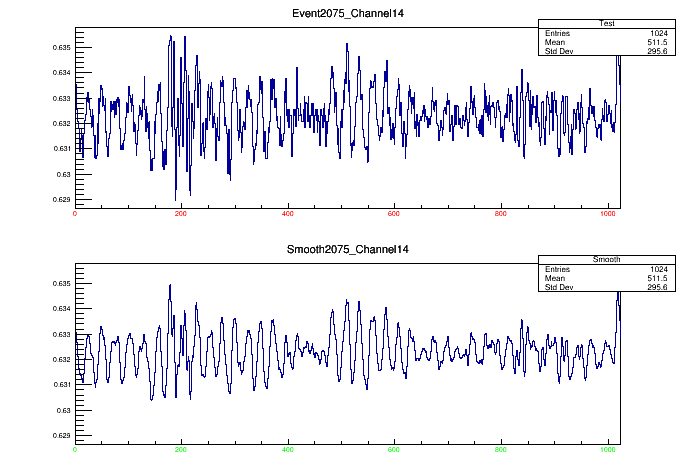 Event2075_Channel14
Test
Entries 1024
Mean 511.5
Std Dev 295.6
0.635
0.634
0.633
0.632
0.631
0.63
0.629
0 200 400 600 800 1000
Smooth2075_Channel14
Smooth
Entries 1024
Mean 511.5
Std Dev 295.6
0.635
0.634
0.633
0.632
0.631
0.63
0.629
0 200 400 600 800 1000